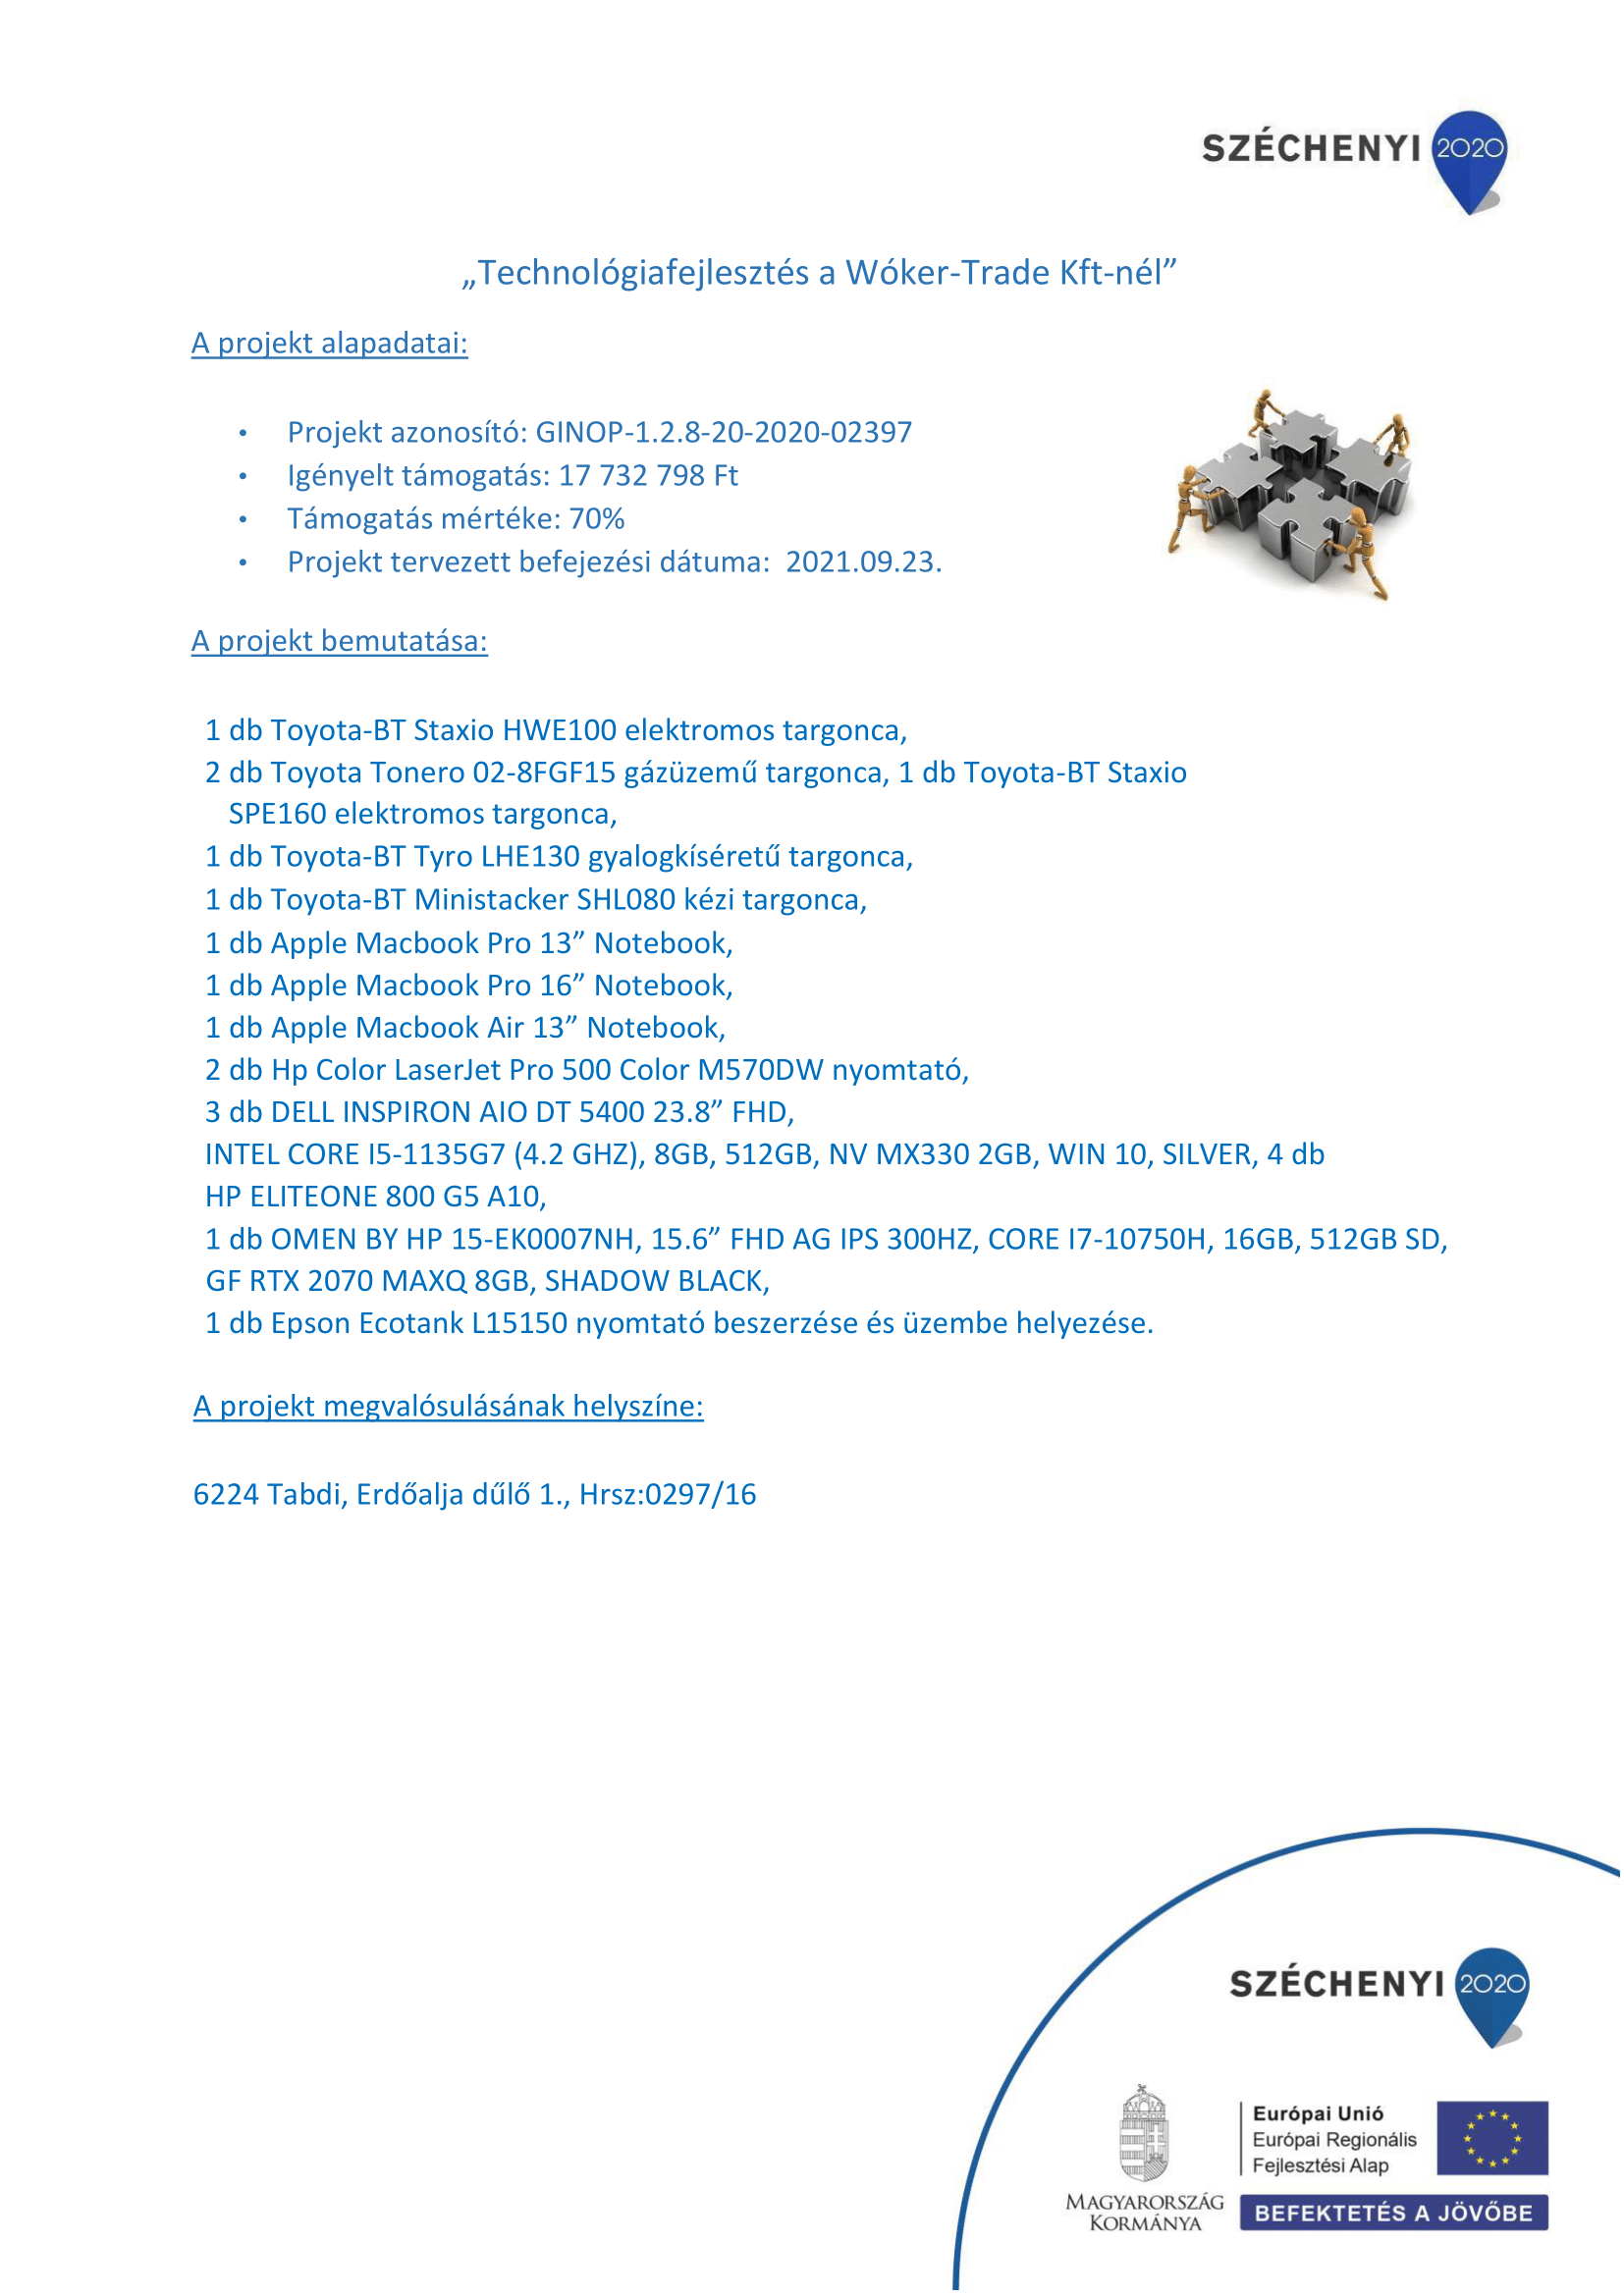 SZÉCHENYI 2020
„Technológiafejlesztés a Wóker-Trade Kft-nél”
A projekt alapadatai:
• Projekt azonosító: GINOP-1.2.8-20-2020-02397
• Igényelt támogatás: 17 732 798 Ft
• Támogatás mértéke: 70%
• Projekt tervezett befejezési dátuma: 2021.09.23.
A projekt bemutatása:
1 db Toyota-BT Staxio HWE100 elektromos targonca,
2 db Toyota Tonero 02-8FGF15 gázüzemű targonca, 1 db Toyota-BT Staxio
SPE160 elektromos targonca,
1 db Toyota-BT Tyro LHE130 gyalogkíséretű targonca,
1 db Toyota-BT Ministacker SHL080 kézi targonca,
1 db Apple Macbook Pro 13” Notebook,
1 db Apple Macbook Pro 16” Notebook,
1 db Apple Macbook Air 13” Notebook,
2 db Hp Color LaserJet Pro 500 Color M570DW nyomtató,
3 db DELL INSPIRON AIO DT 5400 23.8” FHD,
INTEL CORE I5-1135G7 (4.2 GHZ), 8GB, 512GB, NV MX330 2GB, WIN 10, SILVER, 4 db
HP ELITEONE 800 G5 A10,
1 db OMEN BY HP 15-EK0007NH, 15.6” FHD AG IPS 300HZ, CORE I7-10750H, 16GB, 512GB SD,
GF RTX 2070 MAXQ 8GB, SHADOW BLACK,
1 db Epson Ecotank L15150 nyomtató beszerzése és üzembe helyezése.
A projekt megvalósulásának helyszíne:
6224 Tabdi, Erdőalja dűlő 1., Hrsz:0297/16
SZÉCHENYI 2020
Európai Unió
Európai Regionális
Fejlesztési Alap
MAGYARORSZÁG
KORMÁNYA
BEFEKTETÉS A JÖVŐBE